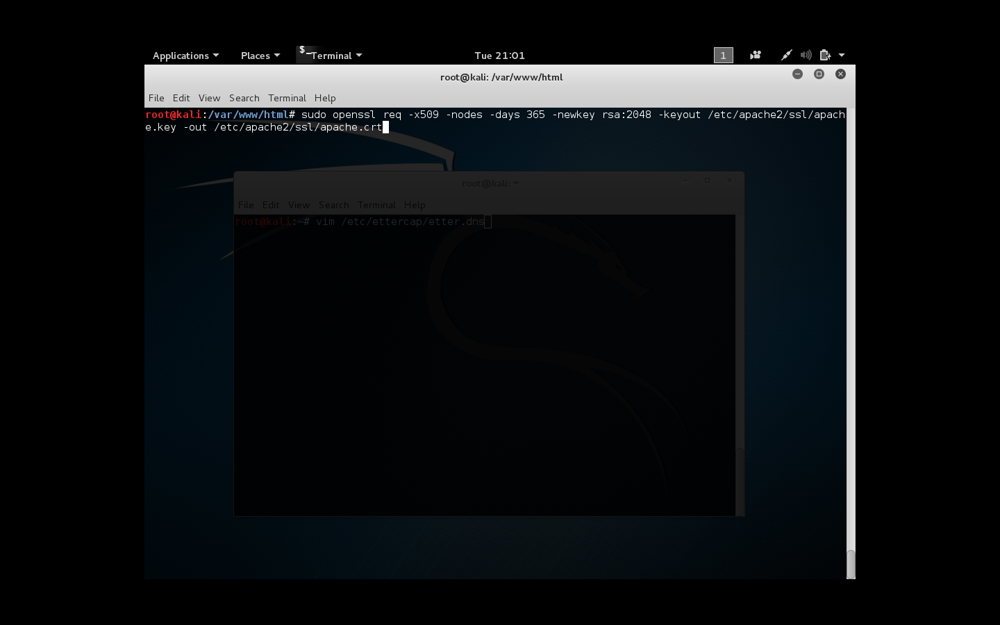 Applications Places $_Terminal Tue 21:01 1
root@kali: /var/www/html
File Edit View Search Terminal Help
root@kali:/var/www/html# sudo openssl req -x509 -nodes -days 365 -newkey rsa:2048 -keyout /etc/apache2/ssl/apach
e.key -out /etc/apache2/ssl/apache.crt
root@kali: ~
File Edit View Search Terminal Help
root@kali:~# vim /etc/ettercap/etter.dns